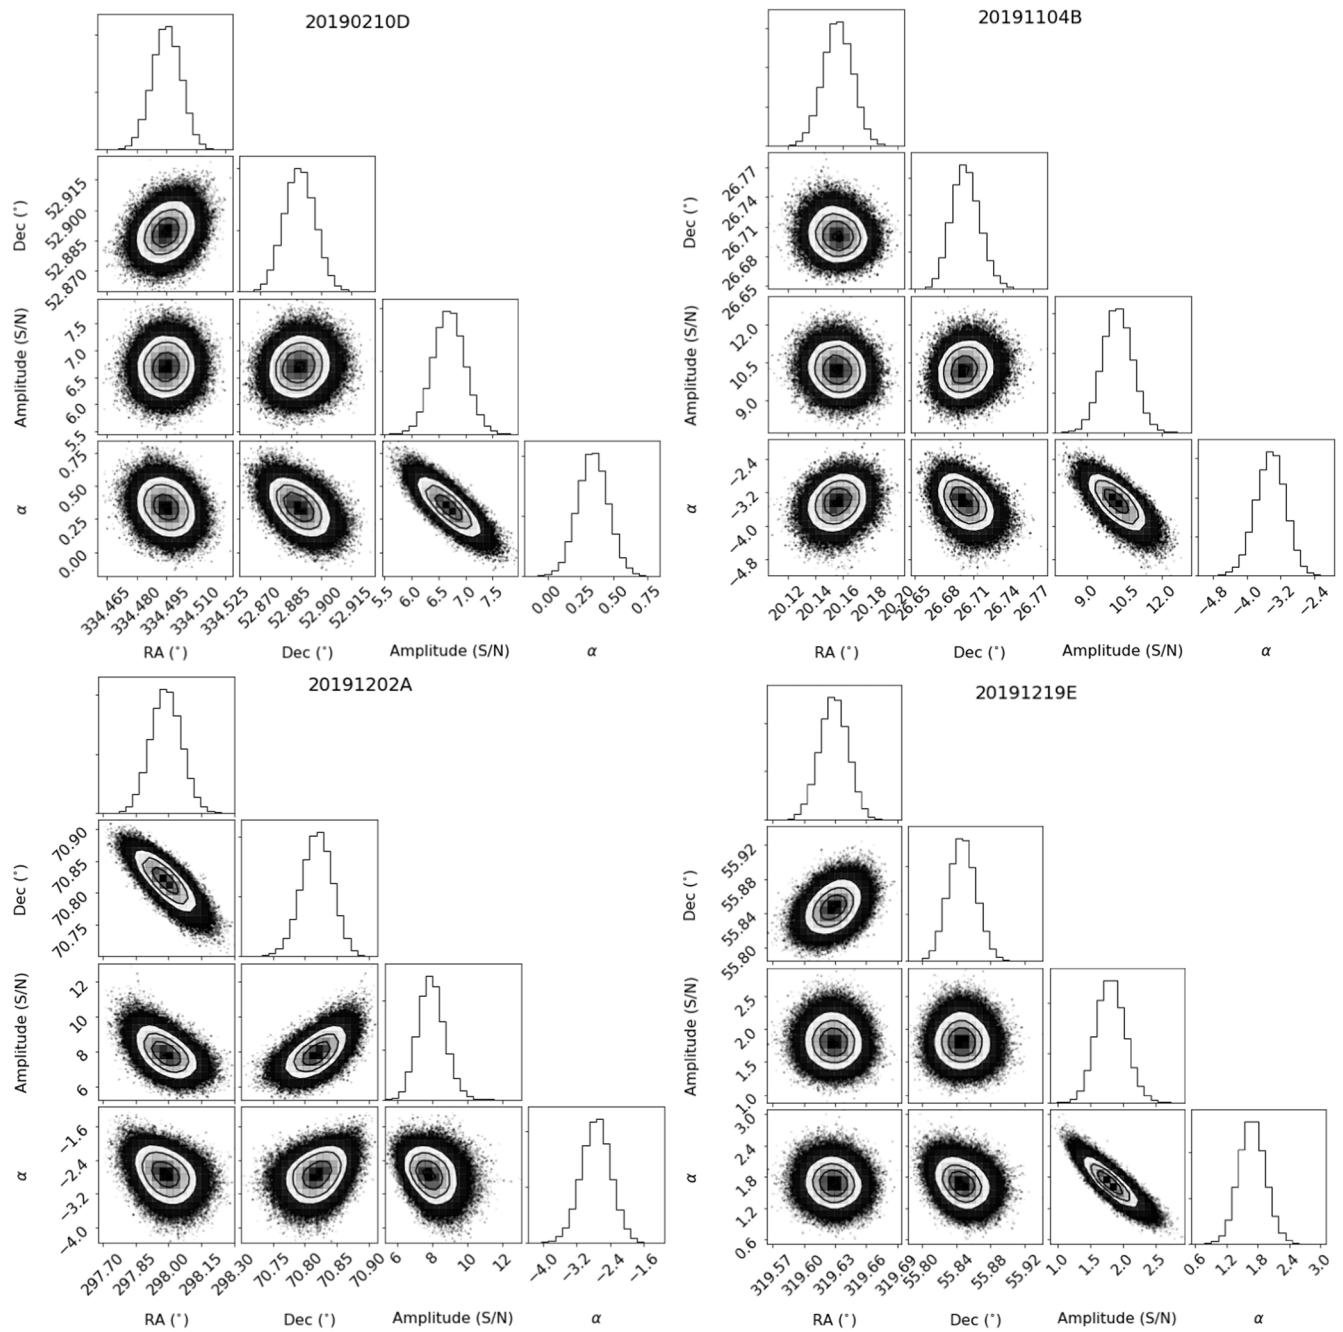 20190210D
Dec (°)
52.915
52.900
52.885
52.870
Amplitude (S/N)
7.5
7.0
6.5
6.0
5.5
α
0.75
0.50
0.25
0.00
334.465 334.480 334.495 334.510 334.525
52.870 52.885 52.900 52.915
5.5 6.0 6.5 7.0 7.5
0.00 0.25 0.50 0.75
RA (°) Dec (°) Amplitude (S/N) α
20191104B
Dec (°)
26.77
26.74
26.71
26.68
26.65
Amplitude (S/N)
12.0
10.5
9.0
α
−2.4
−3.2
−4.0
−4.8
20.12 20.14 20.16 20.18 20.20
26.65 26.68 26.71 26.74 26.77
9.0 10.5 12.0
−4.8 −4.0 −3.2 −2.4
RA (°) Dec (°) Amplitude (S/N) α
20191202A
Dec (°)
70.90
70.85
70.80
70.75
Amplitude (S/N)
12
10
8
6
α
−1.6
−2.4
−3.2
−4.0
297.70 297.85 298.00 298.15 298.30
70.75 70.80 70.85 70.90
6 8 10 12
−4.0 −3.2 −2.4 −1.6
RA (°) Dec (°) Amplitude (S/N) α
20191219E
Dec (°)
55.92
55.88
55.84
55.80
Amplitude (S/N)
2.5
2.0
1.5
1.0
α
3.0
2.4
1.8
1.2
0.6
319.57 319.60 319.63 319.66 319.69
55.80 55.84 55.88 55.92
1.0 1.5 2.0 2.5
0.6 1.2 1.8 2.4 3.0
RA (°) Dec (°) Amplitude (S/N) α